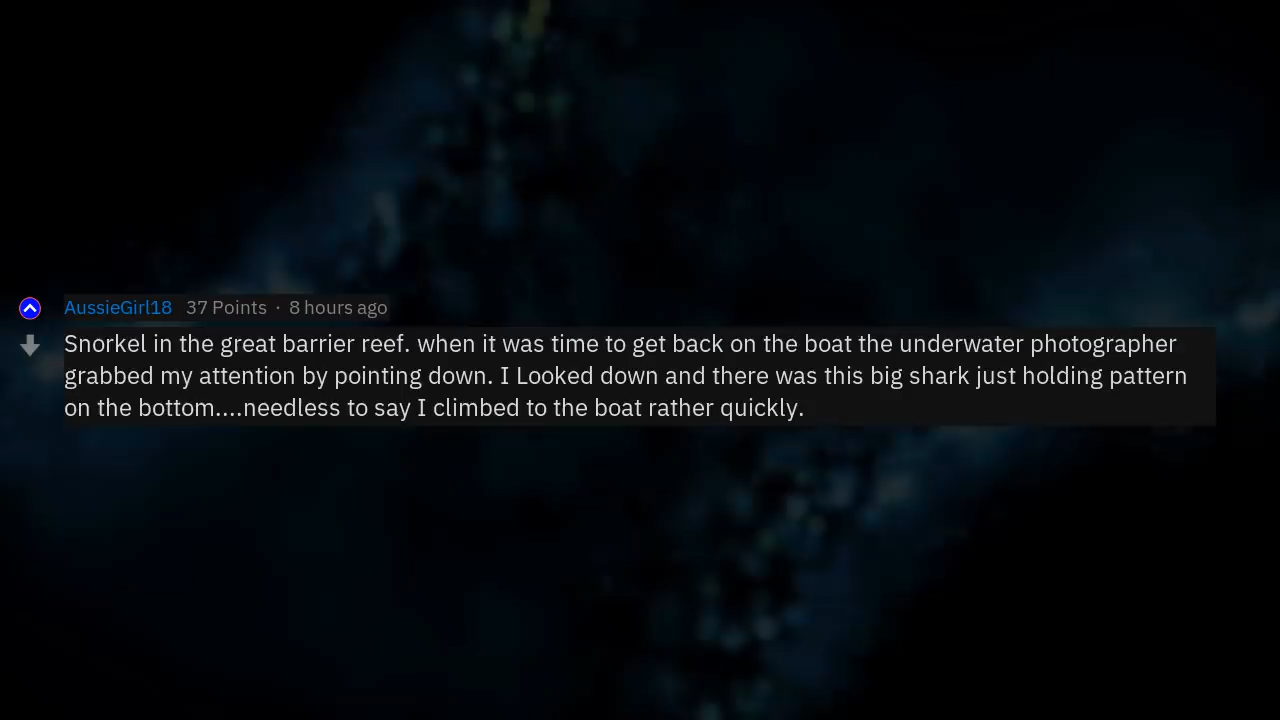 AussieGirl18 37 Points · 8 hours ago
Snorkel in the great barrier reef. when it was time to get back on the boat the underwater photographer
grabbed my attention by pointing down. I Looked down and there was this big shark just holding pattern
on the bottom....needless to say I climbed to the boat rather quickly.